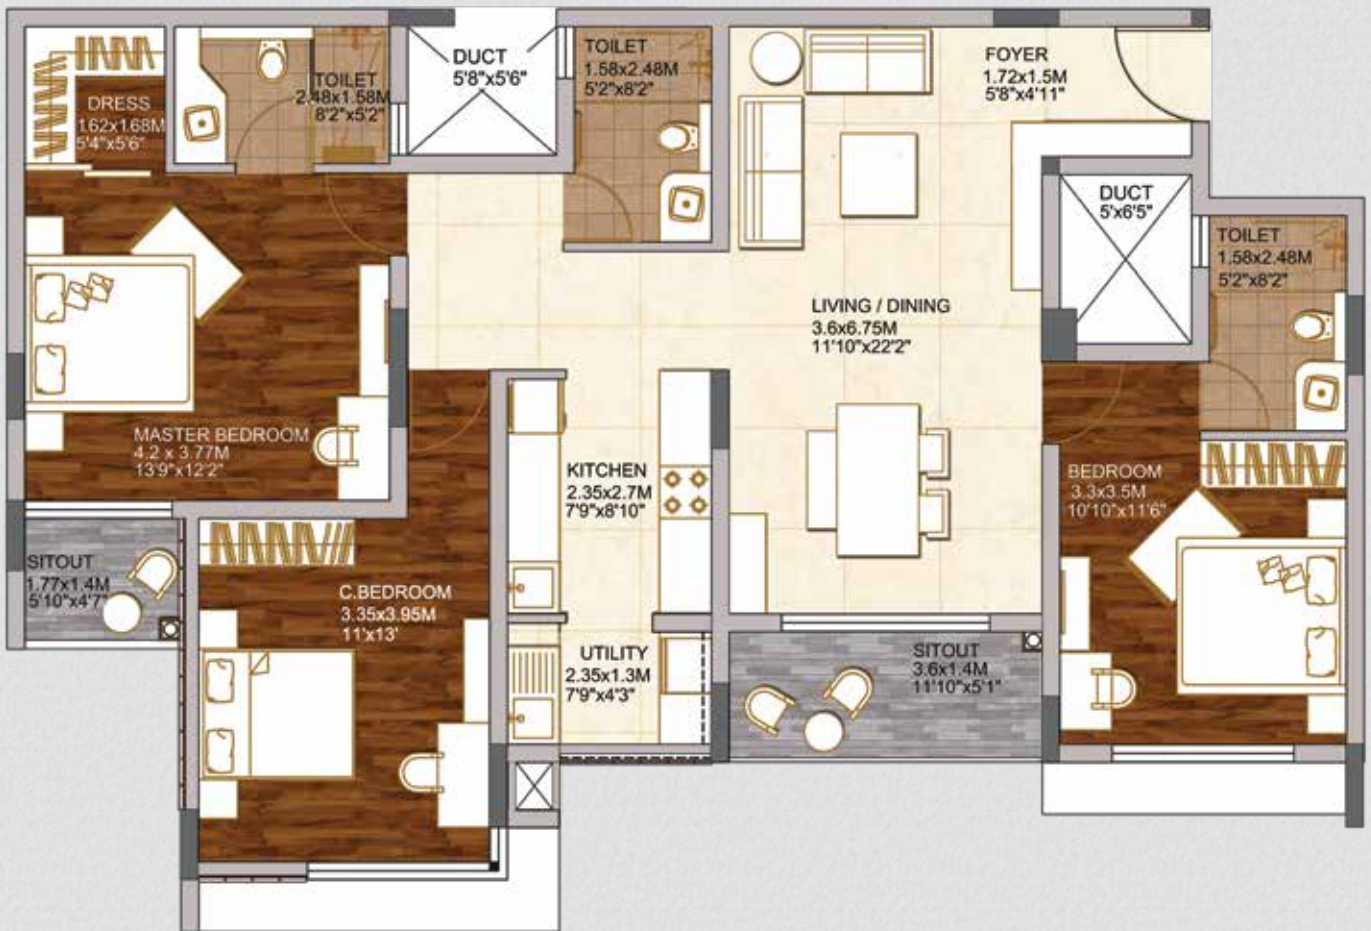 DUCT
5'8"x5'6"
TOILET
1.58x2.48M
5'2"x8'2"
FOYER
1.72x1.5M
5'8"x4'11"
TOILET
2.48x1.58M
8'2"x5'2"
DRESS
1.62x1.68M
5'4"x5'6"
DUCT
5'x6'5"
TOILET
1.58x2.48M
5'2"x8'2"
LIVING / DINING
3.6x6.75M
11'10"x22'2"
MASTER BEDROOM
4.2 x 3.77M
13'9"x12'2"
KITCHEN
2.35x2.7M
7'9"x8'10"
BEDROOM
3.3x3.5M
10'10"x11'6"
SITOUT
1.77x1.4M
5'10"x4'7"
C.BEDROOM
3.35x3.95M
11'x13'
UTILITY
2.35x1.3M
7'9"x4'3"
SITOUT
3.6x1.4M
11'10"x5'1"